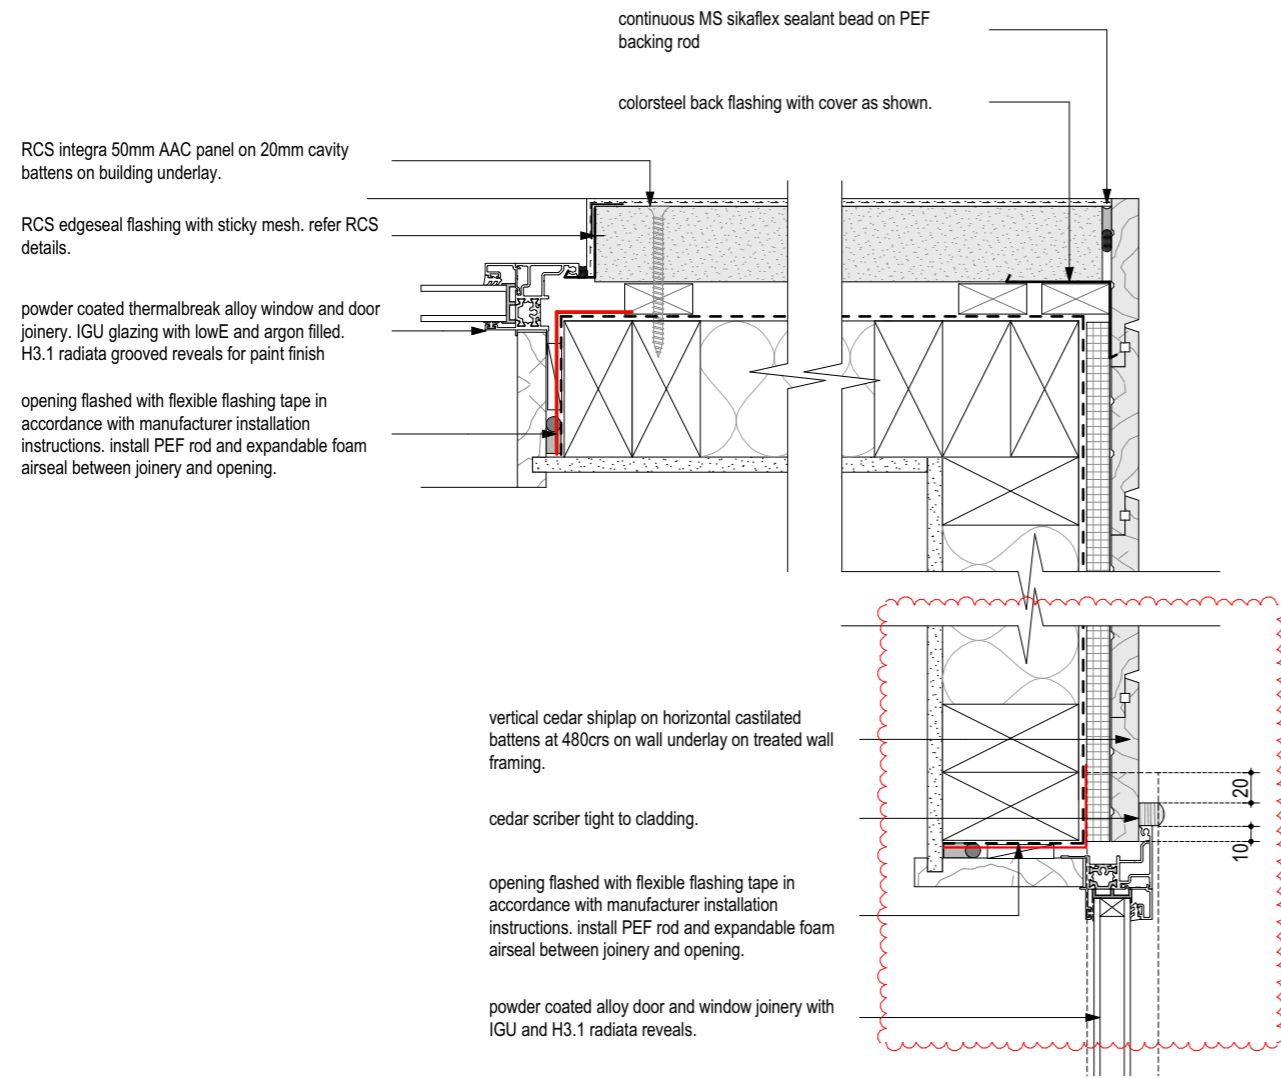 continuous MS sikaflex sealant bead on PEF
backing rod
colorsteel back flashing with cover as shown.
RCS integra 50mm AAC panel on 20mm cavity
battens on building underlay.
RCS edgeseal flashing with sticky mesh. refer RCS
details.
powder coated thermalbreak alloy window and door
joinery. IGU glazing with lowE and argon filled.
H3.1 radiata grooved reveals for paint finish
opening flashed with flexible flashing tape in
accordance with manufacturer installation
instructions. install PEF rod and expandable foam
airseal between joinery and opening.
vertical cedar shiplap on horizontal castilated
battens at 480crs on wall underlay on treated wall
framing.
20
cedar scriber tight to cladding.
10
opening flashed with flexible flashing tape in
accordance with manufacturer installation
instructions. install PEF rod and expandable foam
airseal between joinery and opening.
powder coated alloy door and window joinery with
IGU and H3.1 radiata reveals.